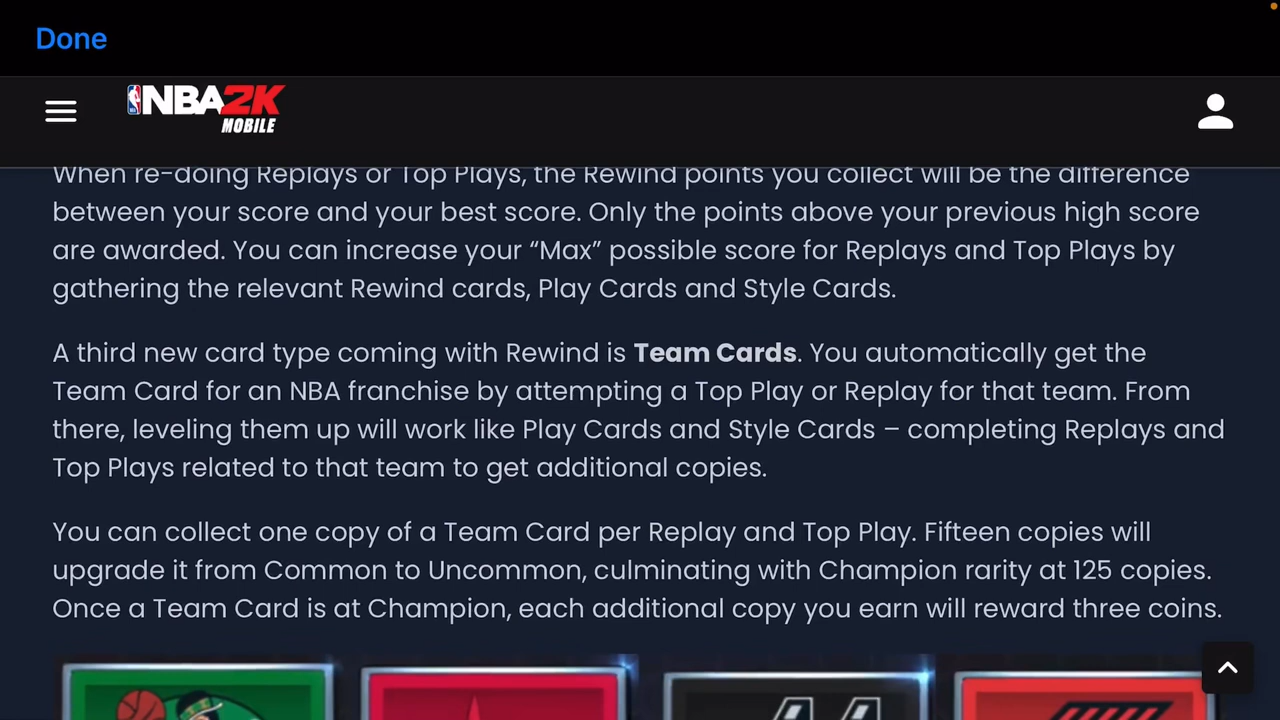 Done
NBA2K
MOBILE
When re-doing Replays or Top Plays, the Rewind points you collect will be the difference
between your score and your best score. Only the points above your previous high score
are awarded. You can increase your “Max” possible score for Replays and Top Plays by
gathering the relevant Rewind cards, Play Cards and Style Cards.
A third new card type coming with Rewind is Team Cards. You automatically get the
Team Card for an NBA franchise by attempting a Top Play or Replay for that team. From
there, leveling them up will work like Play Cards and Style Cards – completing Replays and
Top Plays related to that team to get additional copies.
You can collect one copy of a Team Card per Replay and Top Play. Fifteen copies will
upgrade it from Common to Uncommon, culminating with Champion rarity at 125 copies.
Once a Team Card is at Champion, each additional copy you earn will reward three coins.